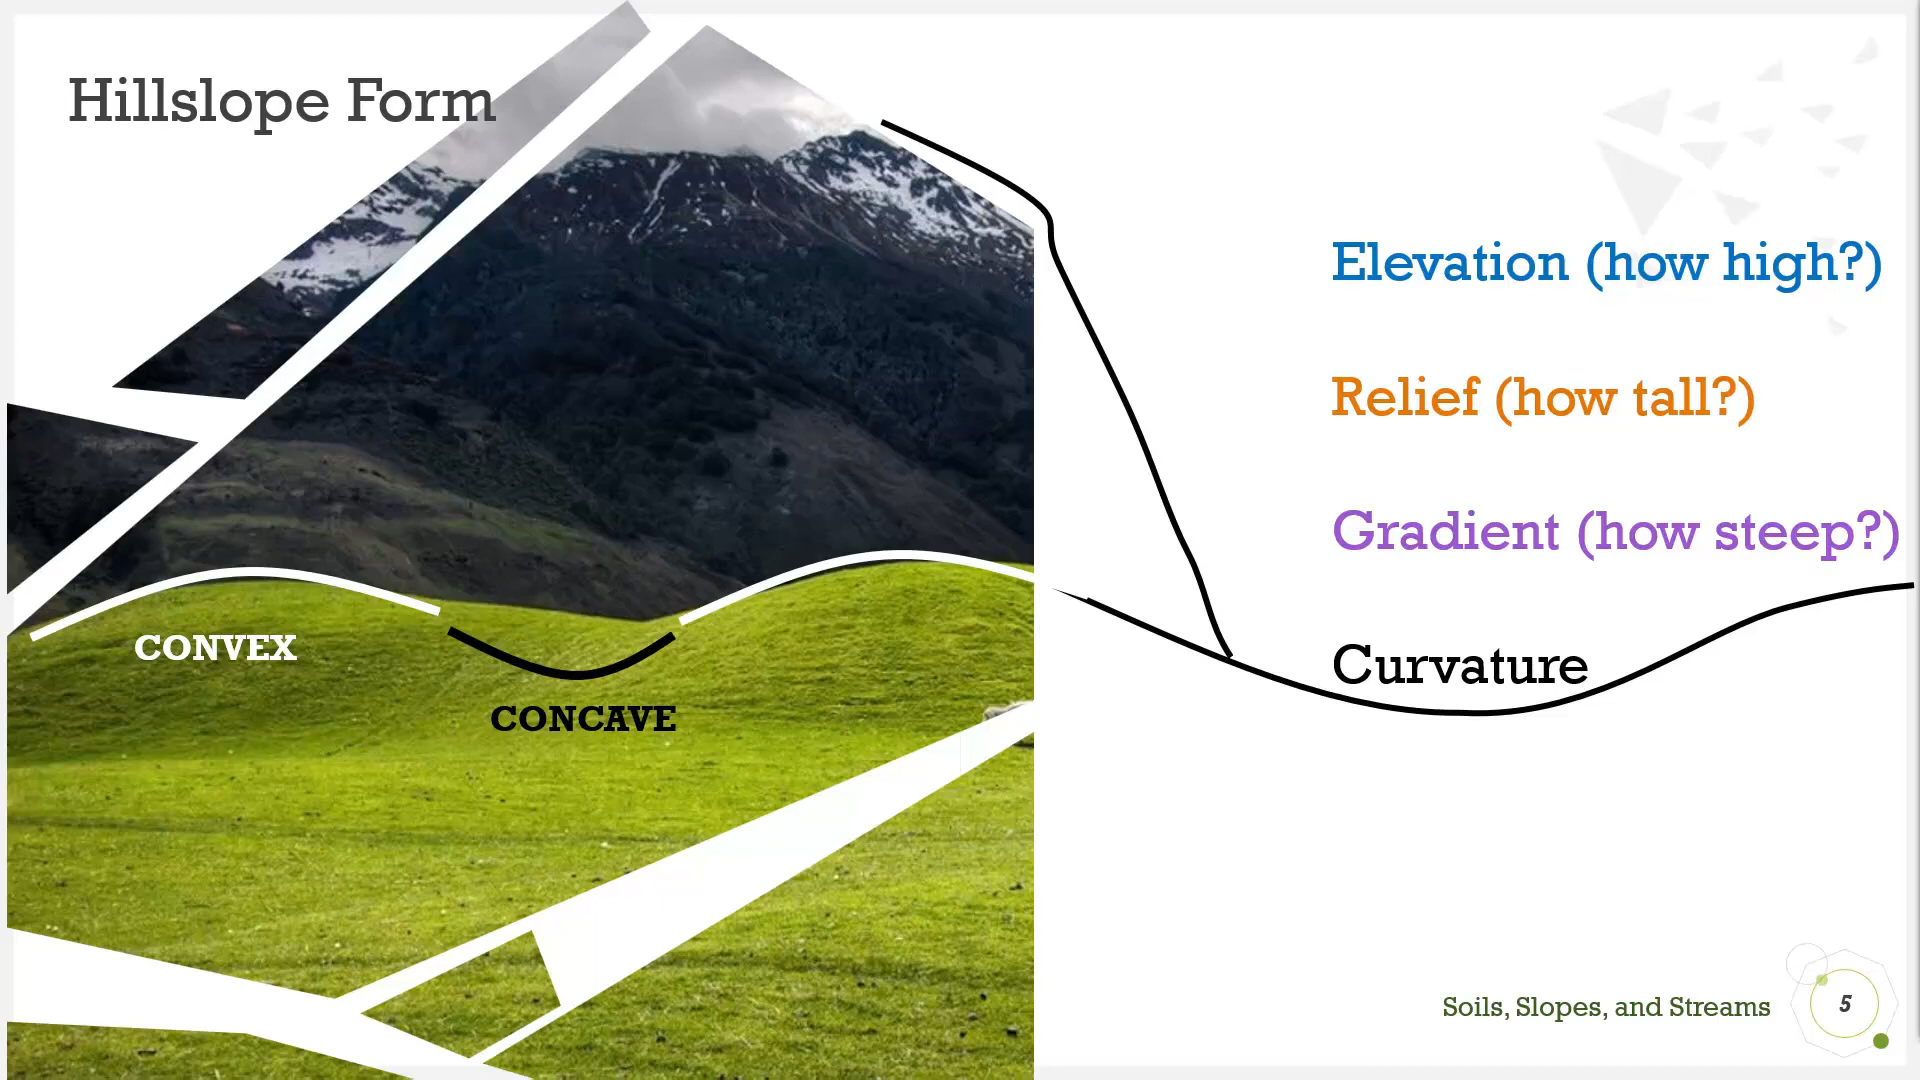 Hillslope Form
Elevation (how high?)
Relief (how tall?)
Gradient (how steep?)
CONVEX
Curvature
CONCAVE
Soils, Slopes, and Streams
5